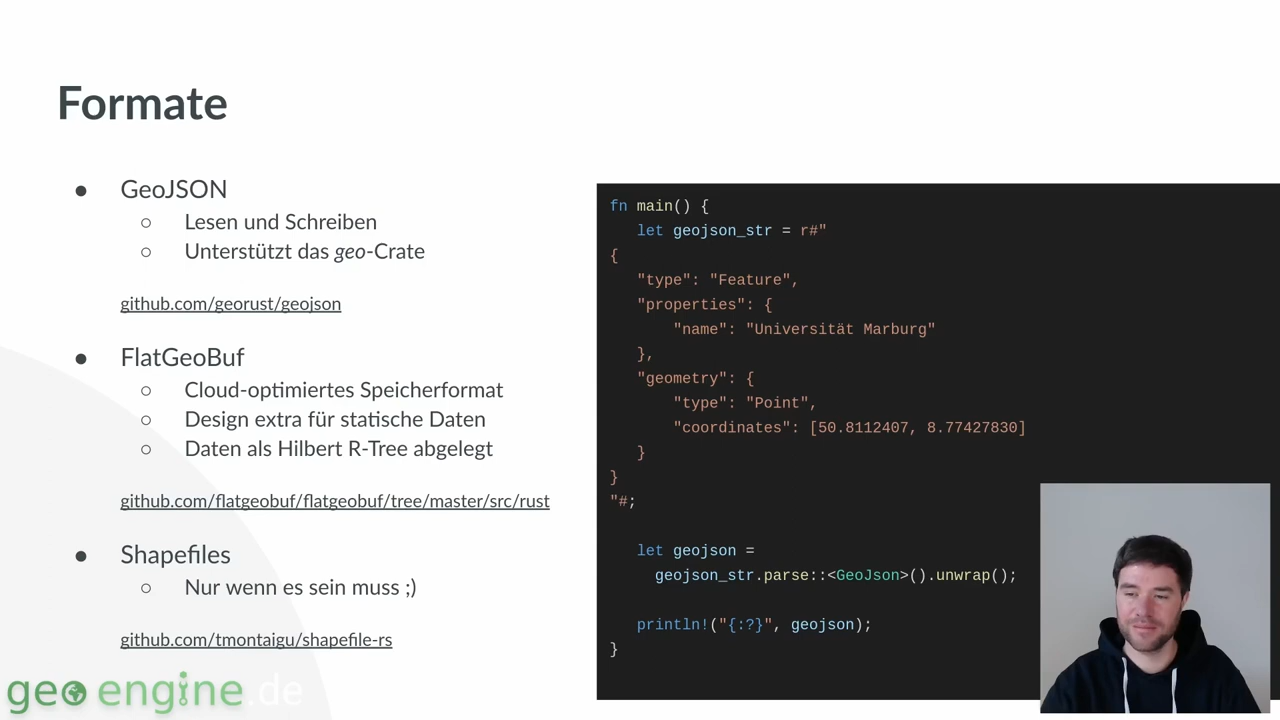 Formate
● GeoJSON
○ Lesen und Schreiben
○ Unterstützt das geo-Crate
github.com/georust/geojson
● FlatGeoBuf
○ Cloud-optimiertes Speicherformat
○ Design extra für statische Daten
○ Daten als Hilbert R-Tree abgelegt
github.com/flatgeobuf/flatgeobuf/tree/master/src/rust
● Shapefiles
○ Nur wenn es sein muss ;)
github.com/tmontaigu/shapefile-rs
geo engine.de
fn main() {
   let geojson_str = r#"
{
   "type": "Feature",
   "properties": {
       "name": "Universität Marburg"
   },
   "geometry": {
       "type": "Point",
       "coordinates": [50.8112407, 8.77427830]
   }
}
"#;
   let geojson =
     geojson_str.parse::<GeoJson>().unwrap();
   println!("{:?}", geojson);
}